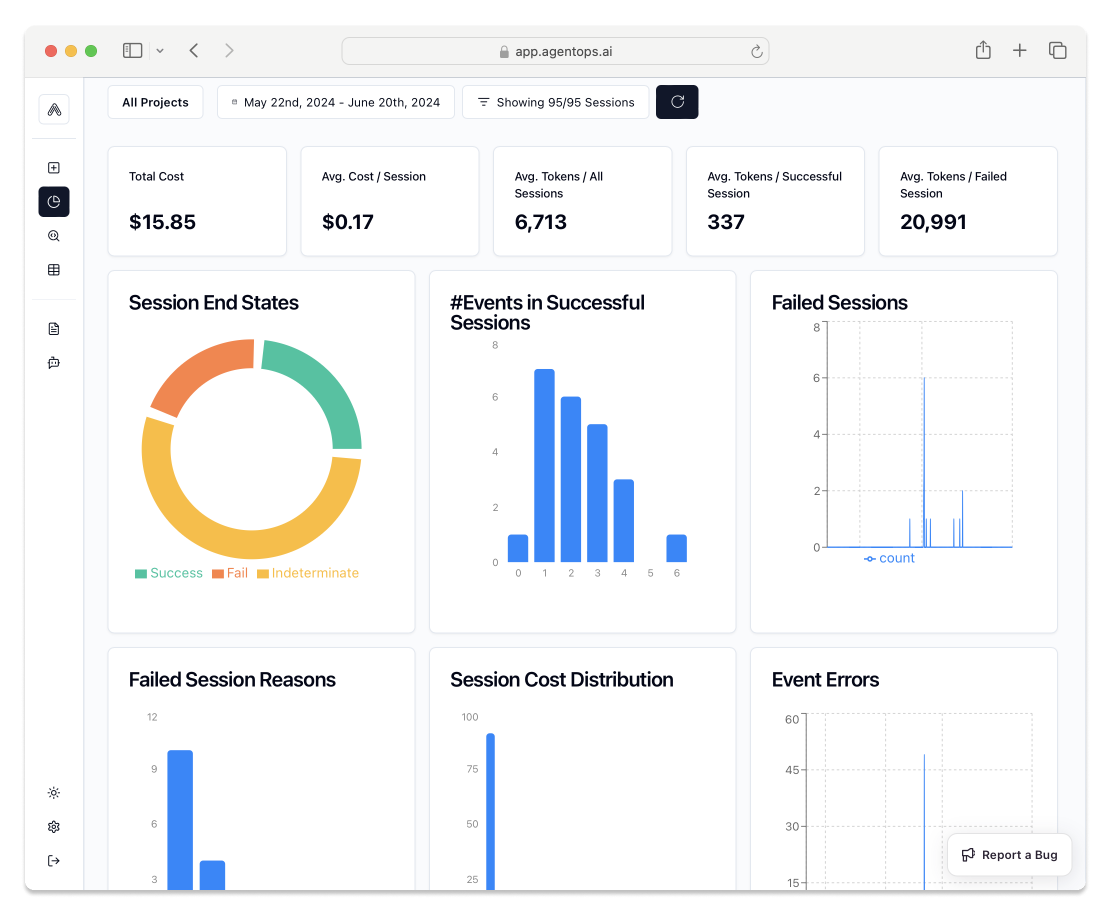 app.agentops.ai
All Projects
May 22nd, 2024 - June 20th, 2024
Showing 95/95 Sessions
Total Cost
$15.85
Avg. Cost / Session
$0.17
Avg. Tokens / All
Sessions
6,713
Avg. Tokens / Successful
Session
337
Avg. Tokens / Failed
Session
20,991
Session End States
Success
Fail
Indeterminate
#Events in Successful
Sessions
8
6
4
2
0
0 1 2 3 4 5 6
Failed Sessions
8
6
4
2
0
count
Failed Session Reasons
12
9
6
3
Session Cost Distribution
100
75
50
25
Event Errors
60
45
30
15
Report a Bug